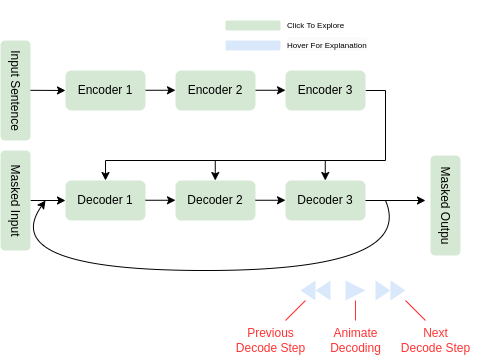 Click To Explore
Hover For Explanation
Input Sentence
Encoder 1
Encoder 2
Encoder 3
Masked Input
Decoder 1
Decoder 2
Decoder 3
Masked Outpu
Previous
Decode Step
Animate
Decoding
Next
Decode Step